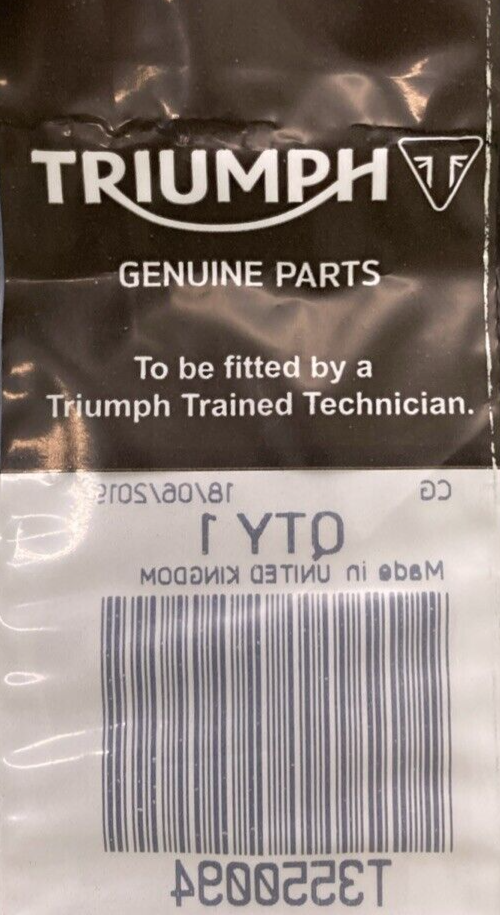 TRIUMPH
GENUINE PARTS
To be fitted by a
Triumph Trained Technician.
CG 18/06/2019
QTY 1
Made in UNITED KINGDOM
T3550094